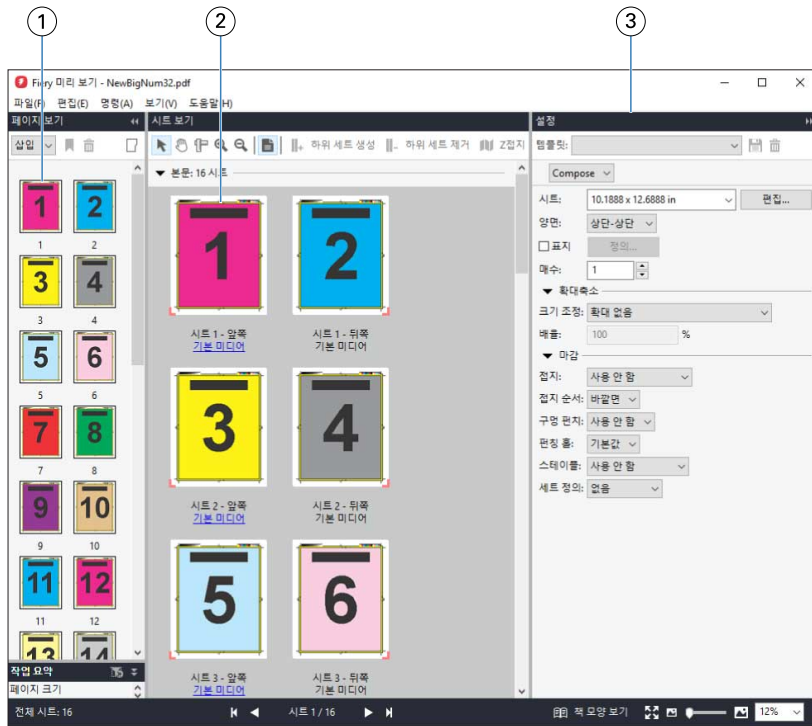 1 2 3
Fiery 미리 보기 - NewBigNum32.pdf
파일(F) 편집(E) 명령(A) 보기(V) 도움말(H)
페이지 보기 시트 보기 설정
삽입 하위 세트 생성 하위 세트 제거 Z접지 템플릿:
본문: 16 시트
Compose
시트: 10.1888 x 12.6888 in 편집...
양면: 상단-상단
표지 정의...
매수: 1
확대축소
크기 조정: 확대 없음
배율: 100 %
마감
접지: 사용 안 함
접지 순서: 바깥면
구멍 펀치: 사용 안 함
펀칭 홈: 기본값
스테이플: 사용 안 함
세트 정의: 없음
1 2
1 2
3 4
3 4
5 6
5 6
7 8
7 8
9 10
9 10
11 12
11 12
13 14
1 2
시트 1 - 앞쪽 시트 1 - 뒤쪽
기본 미디어 기본 미디어
3 4
시트 2 - 앞쪽 시트 2 - 뒤쪽
기본 미디어 기본 미디어
5 6
시트 3 - 앞쪽 시트 3 - 뒤쪽
기본 미디어 기본 미디어
작업 요약
페이지 크기
전체 시트: 16 시트 1 / 16 책 모양 보기 12%